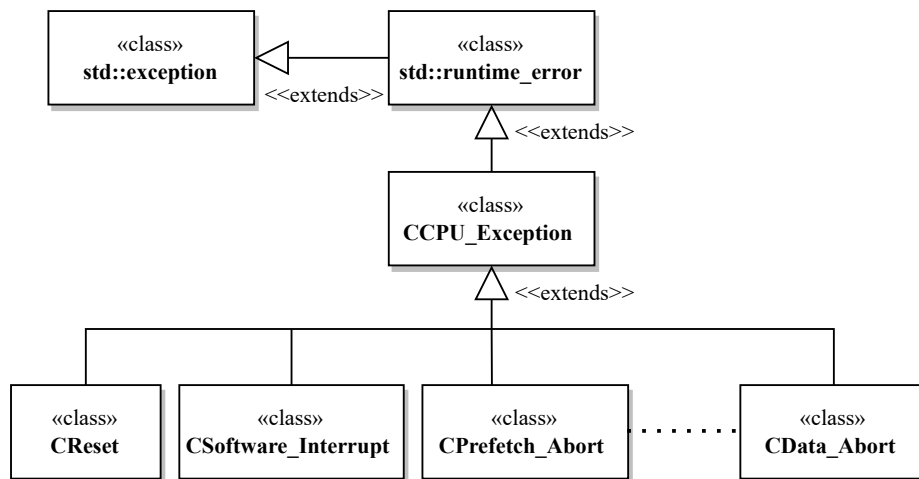 «class»
std::exception
«class»
std::runtime_error
<<extends>>
<<extends>>
«class»
CCPU_Exception
<<extends>>
«class»
CReset
«class»
CSoftware_Interrupt
«class»
CPrefetch_Abort
«class»
CData_Abort